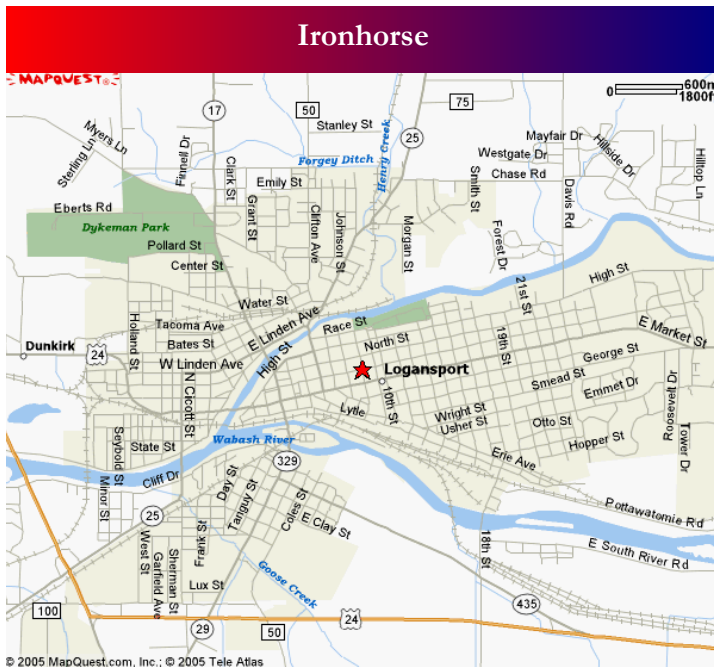 Ironhorse
MAPQUEST
0
600m
1800ft
17
50
75
Stanley St
25
Myers Ln
Sterling Ln
Finnell Dr
Clark St
Forgey Ditch
Henry Creek
Mayfair Dr
Westgate Dr
Hillside Dr
Chase Rd
Hilltop Ln
Emily St
Grant St
Clifton Ave
Johnson St
Morgan St
Smith St
Davis Rd
Forest Dr
Eberts Rd
Dykeman Park
Pollard St
Center St
Water St
E Linden Ave
Race St
21st St
High St
Holland St
Tacoma Ave
Bates St
W Linden Ave
High St
North St
19th St
E Market St
Dunkirk
24
N Cicott St
Logansport
10th St
George St
Smead St
Emmet Dr
Roosevelt Dr
Tower Dr
Lytle
Wright St
Usher St
Otto St
Hopper St
Seybold St
State St
Wabash River
Erie Ave
329
Minor St
Cliff Dr
Day St
Tanguy St
Coles St
E Clay St
Pottawatomie Rd
25
West St
Garfield Ave
Sherman St
Frank St
Lux St
Goose Creek
18th St
E South River Rd
435
100
29
50
24
© 2005 MapQuest.com, Inc.; © 2005 Tele Atlas